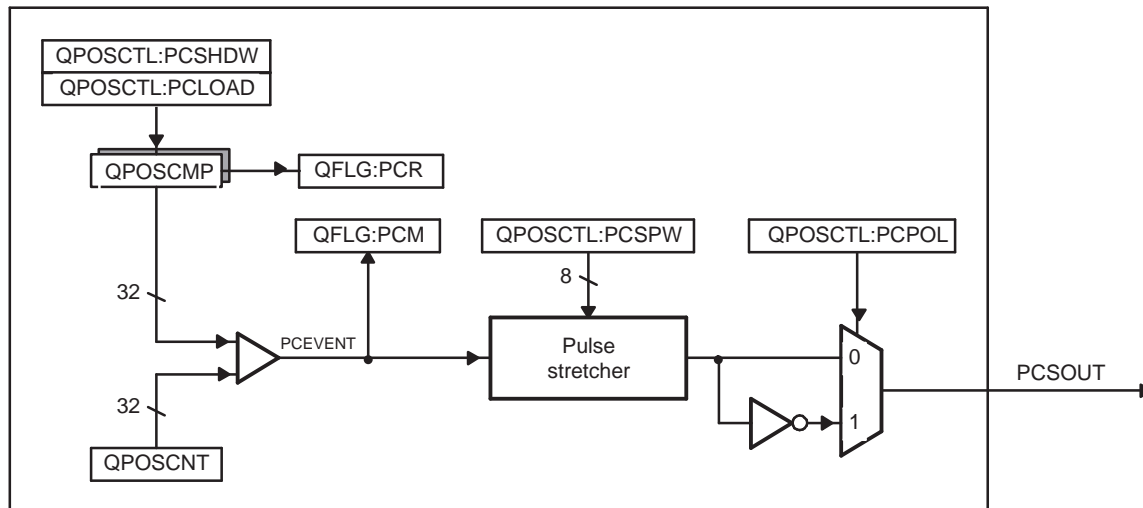 QPOSCTL:PCSHDW
QPOSCTL:PCLOAD
QPOSCMP
QFLG:PCR
QFLG:PCM
QPOSCTL:PCSPW
QPOSCTL:PCPOL
32
8
PCEVENT
Pulse
stretcher
0
PCSOUT
32
1
QPOSCNT